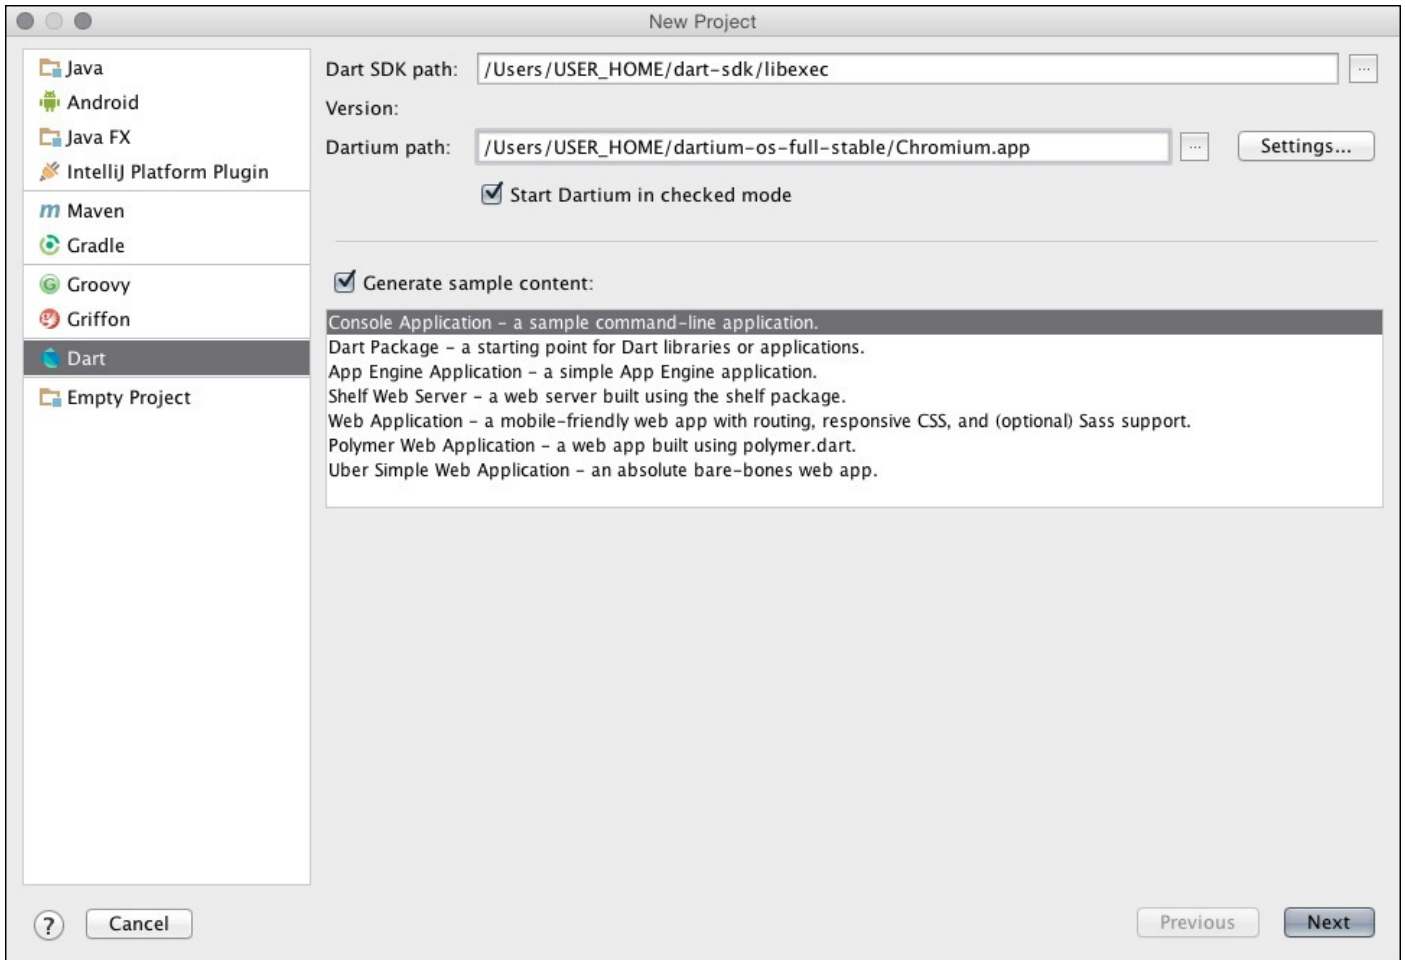 New Project
Java
Android
Java FX
IntelliJ Platform Plugin
Maven
Gradle
Groovy
Griffon
Dart
Empty Project
Dart SDK path: /Users/USER_HOME/dart-sdk/libexec ...
Version:
Dartium path: /Users/USER_HOME/dartium-os-full-stable/Chromium.app ... Settings...
Start Dartium in checked mode
Generate sample content:
Console Application – a sample command-line application.
Dart Package – a starting point for Dart libraries or applications.
App Engine Application – a simple App Engine application.
Shelf Web Server – a web server built using the shelf package.
Web Application – a mobile-friendly web app with routing, responsive CSS, and (optional) Sass support.
Polymer Web Application – a web app built using polymer.dart.
Uber Simple Web Application – an absolute bare-bones web app.
? Cancel Previous Next